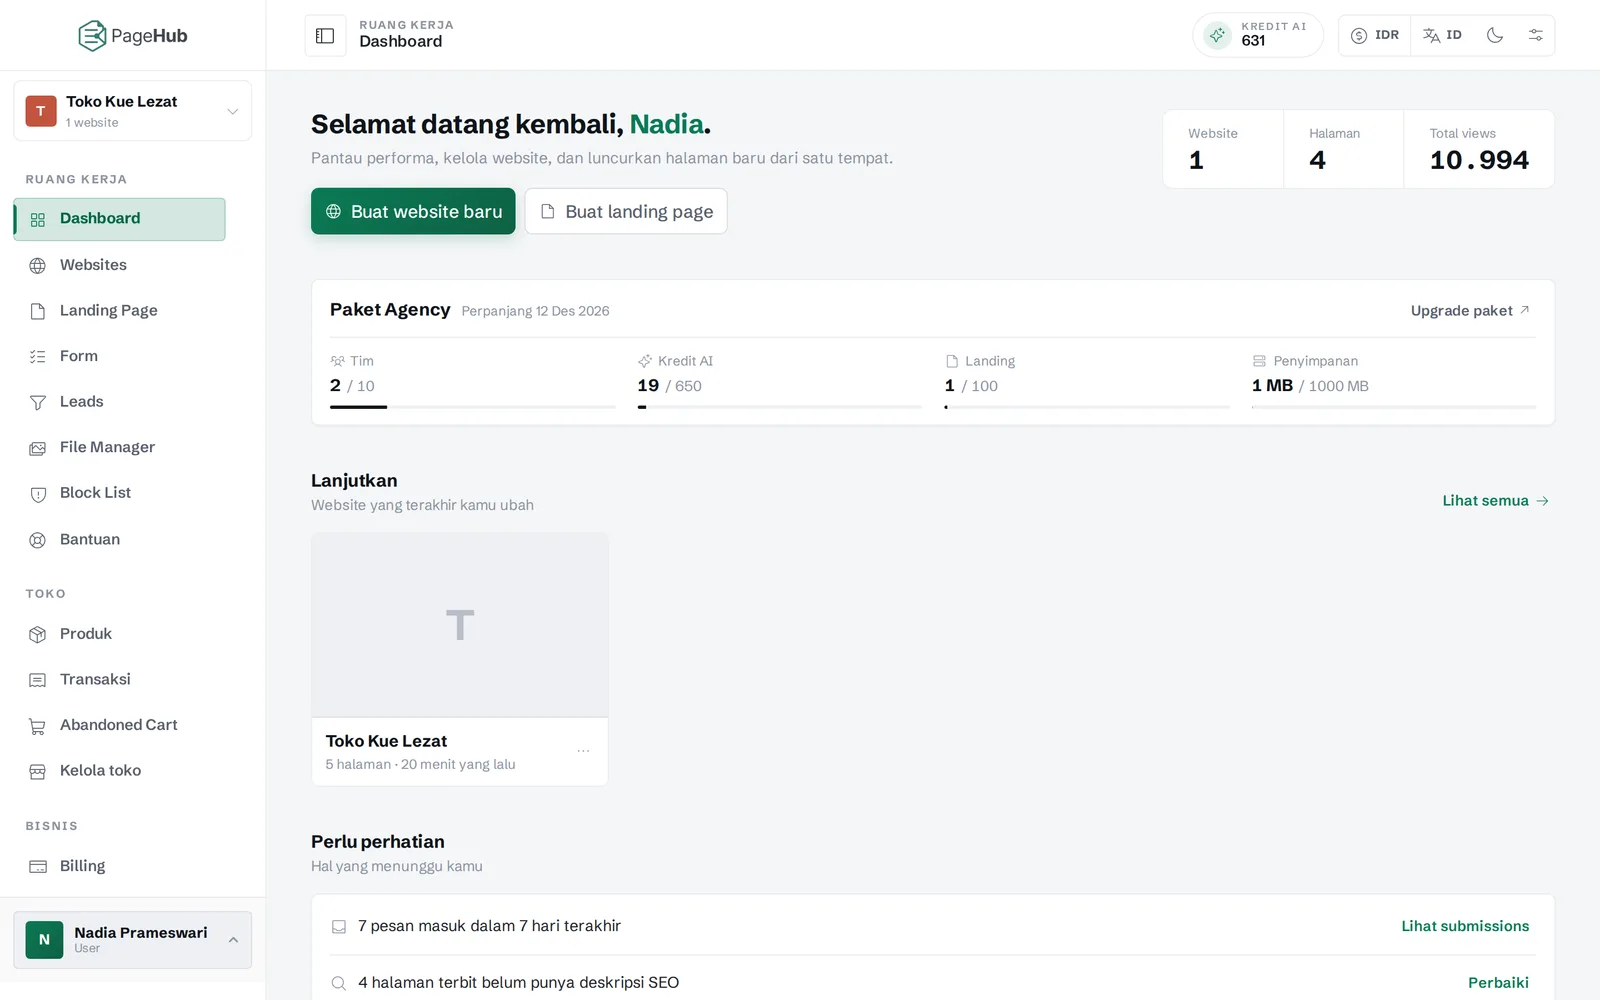 PageHub
Toko Kue Lezat
1 website
RUANG KERJA
Dashboard
Websites
Landing Page
Form
Leads
File Manager
Block List
Bantuan
TOKO
Produk
Transaksi
Abandoned Cart
Kelola toko
BISNIS
Billing
N
Nadia Prameswari
User
T
RUANG KERJA
Dashboard
KREDIT AI
631
IDR
ID
Selamat datang kembali, Nadia.
Pantau performa, kelola website, dan luncurkan halaman baru dari satu tempat.
Buat website baru
Buat landing page
Website
1
Halaman
4
Total views
10.994
Paket Agency Perpanjang 12 Des 2026
Upgrade paket
Tim
2 / 10
Kredit AI
19 / 650
Landing
1 / 100
Penyimpanan
1 MB / 1000 MB
Lanjutkan
Website yang terakhir kamu ubah
Lihat semua →
T
Toko Kue Lezat
5 halaman · 20 menit yang lalu
Perlu perhatian
Hal yang menunggu kamu
7 pesan masuk dalam 7 hari terakhir
Lihat submissions
4 halaman terbit belum punya deskripsi SEO
Perbaiki